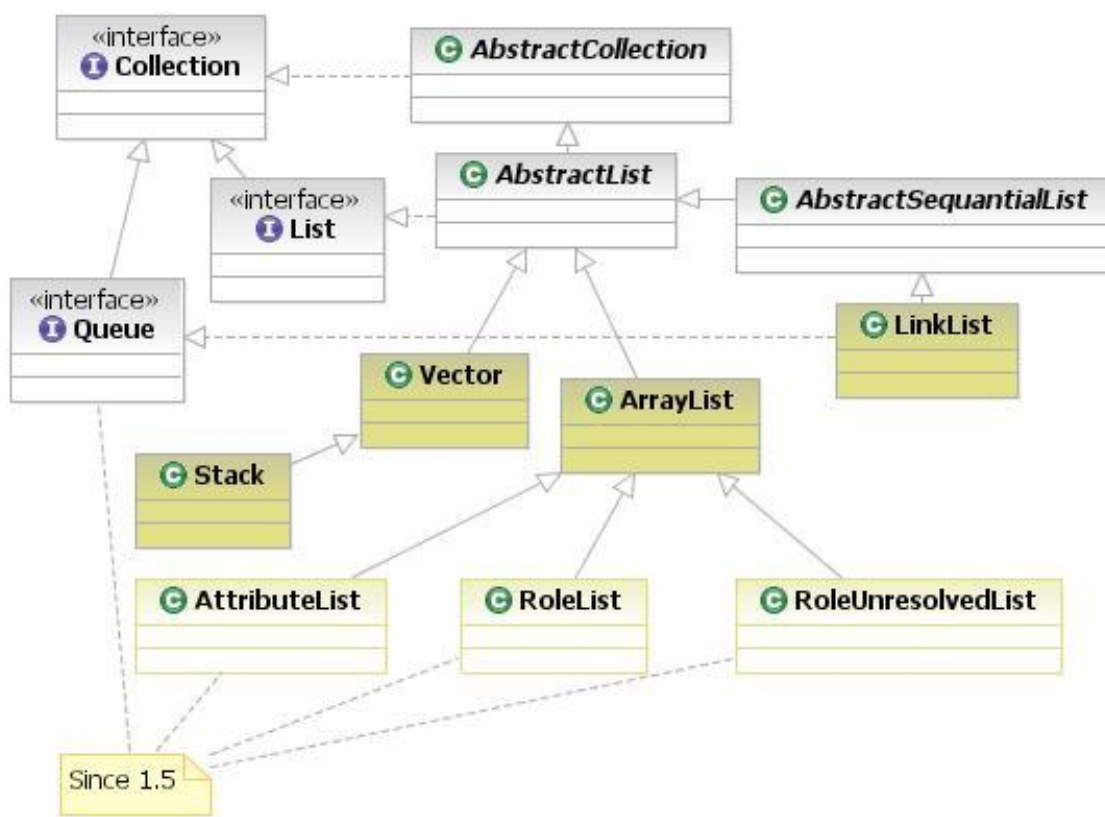 «interface»
I Collection
C AbstractCollection
C AbstractList
C AbstractSequantialList
«interface»
I List
«interface»
I Queue
C LinkList
C Vector
C ArrayList
C Stack
C AttributeList
C RoleList
C RoleUnresolvedList
Since 1.5